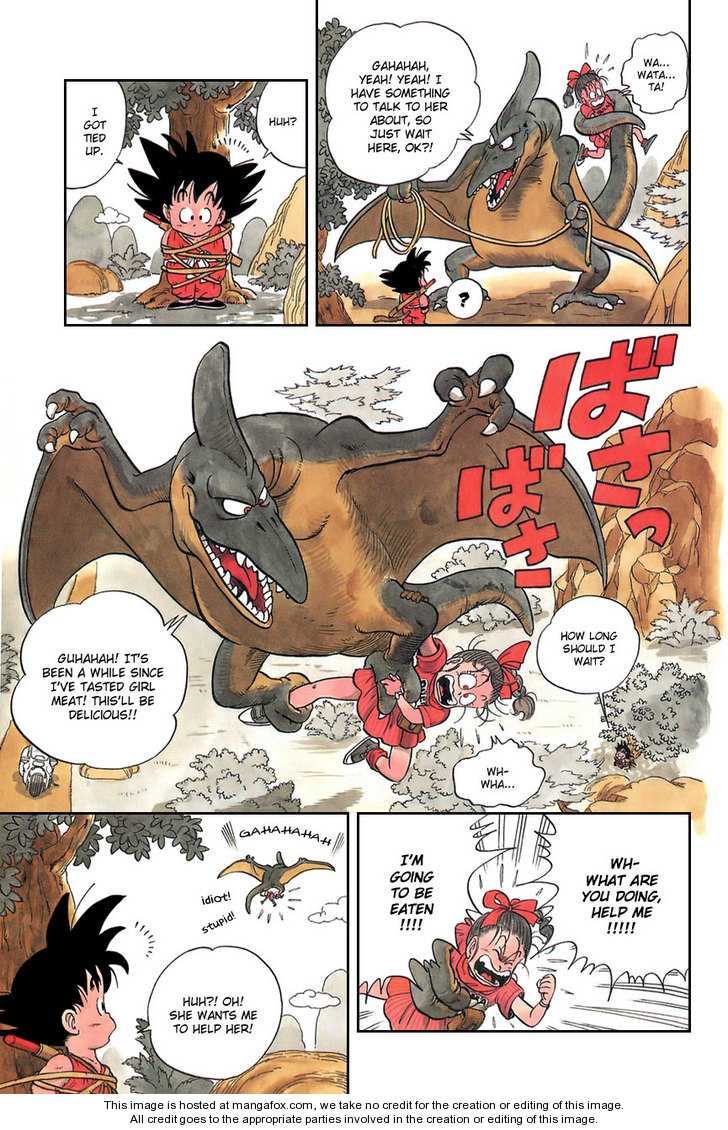 WA...
WATA...
TA!
GAHAHAH,
YEAH! YEAH! I
HAVE SOMETHING
TO TALK TO HER
ABOUT, SO
JUST WAIT
HERE, OK?!
?
HUH?
I
GOT
TIED
UP.
ばさっ
ばさ
HOW LONG
SHOULD I
WAIT?
WH-
WHA...
GUHAHAH! IT'S
BEEN A WHILE SINCE
I'VE TASTED GIRL
MEAT! THIS'LL BE
DELICIOUS!!
WH-
WHAT ARE
YOU DOING,
HELP ME
!!!!!
I'M
GOING
TO BE
EATEN
!!!!
GAHAHAHAH
idiot!
stupid!
HUH?! OH!
SHE WANTS
ME TO HELP
HER!
This image is hosted at mangafox.com, we take no credit for the creation or editing of this image.
All credit goes to the appropriate parties involved in the creation or editing of this image.